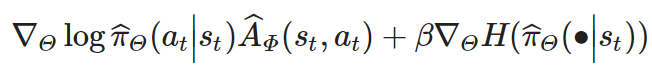 ∇_Θ log π̂_Θ(a_t|s_t)Â_Φ(s_t, a_t) + β∇_Θ H(π̂_Θ(•|s_t))